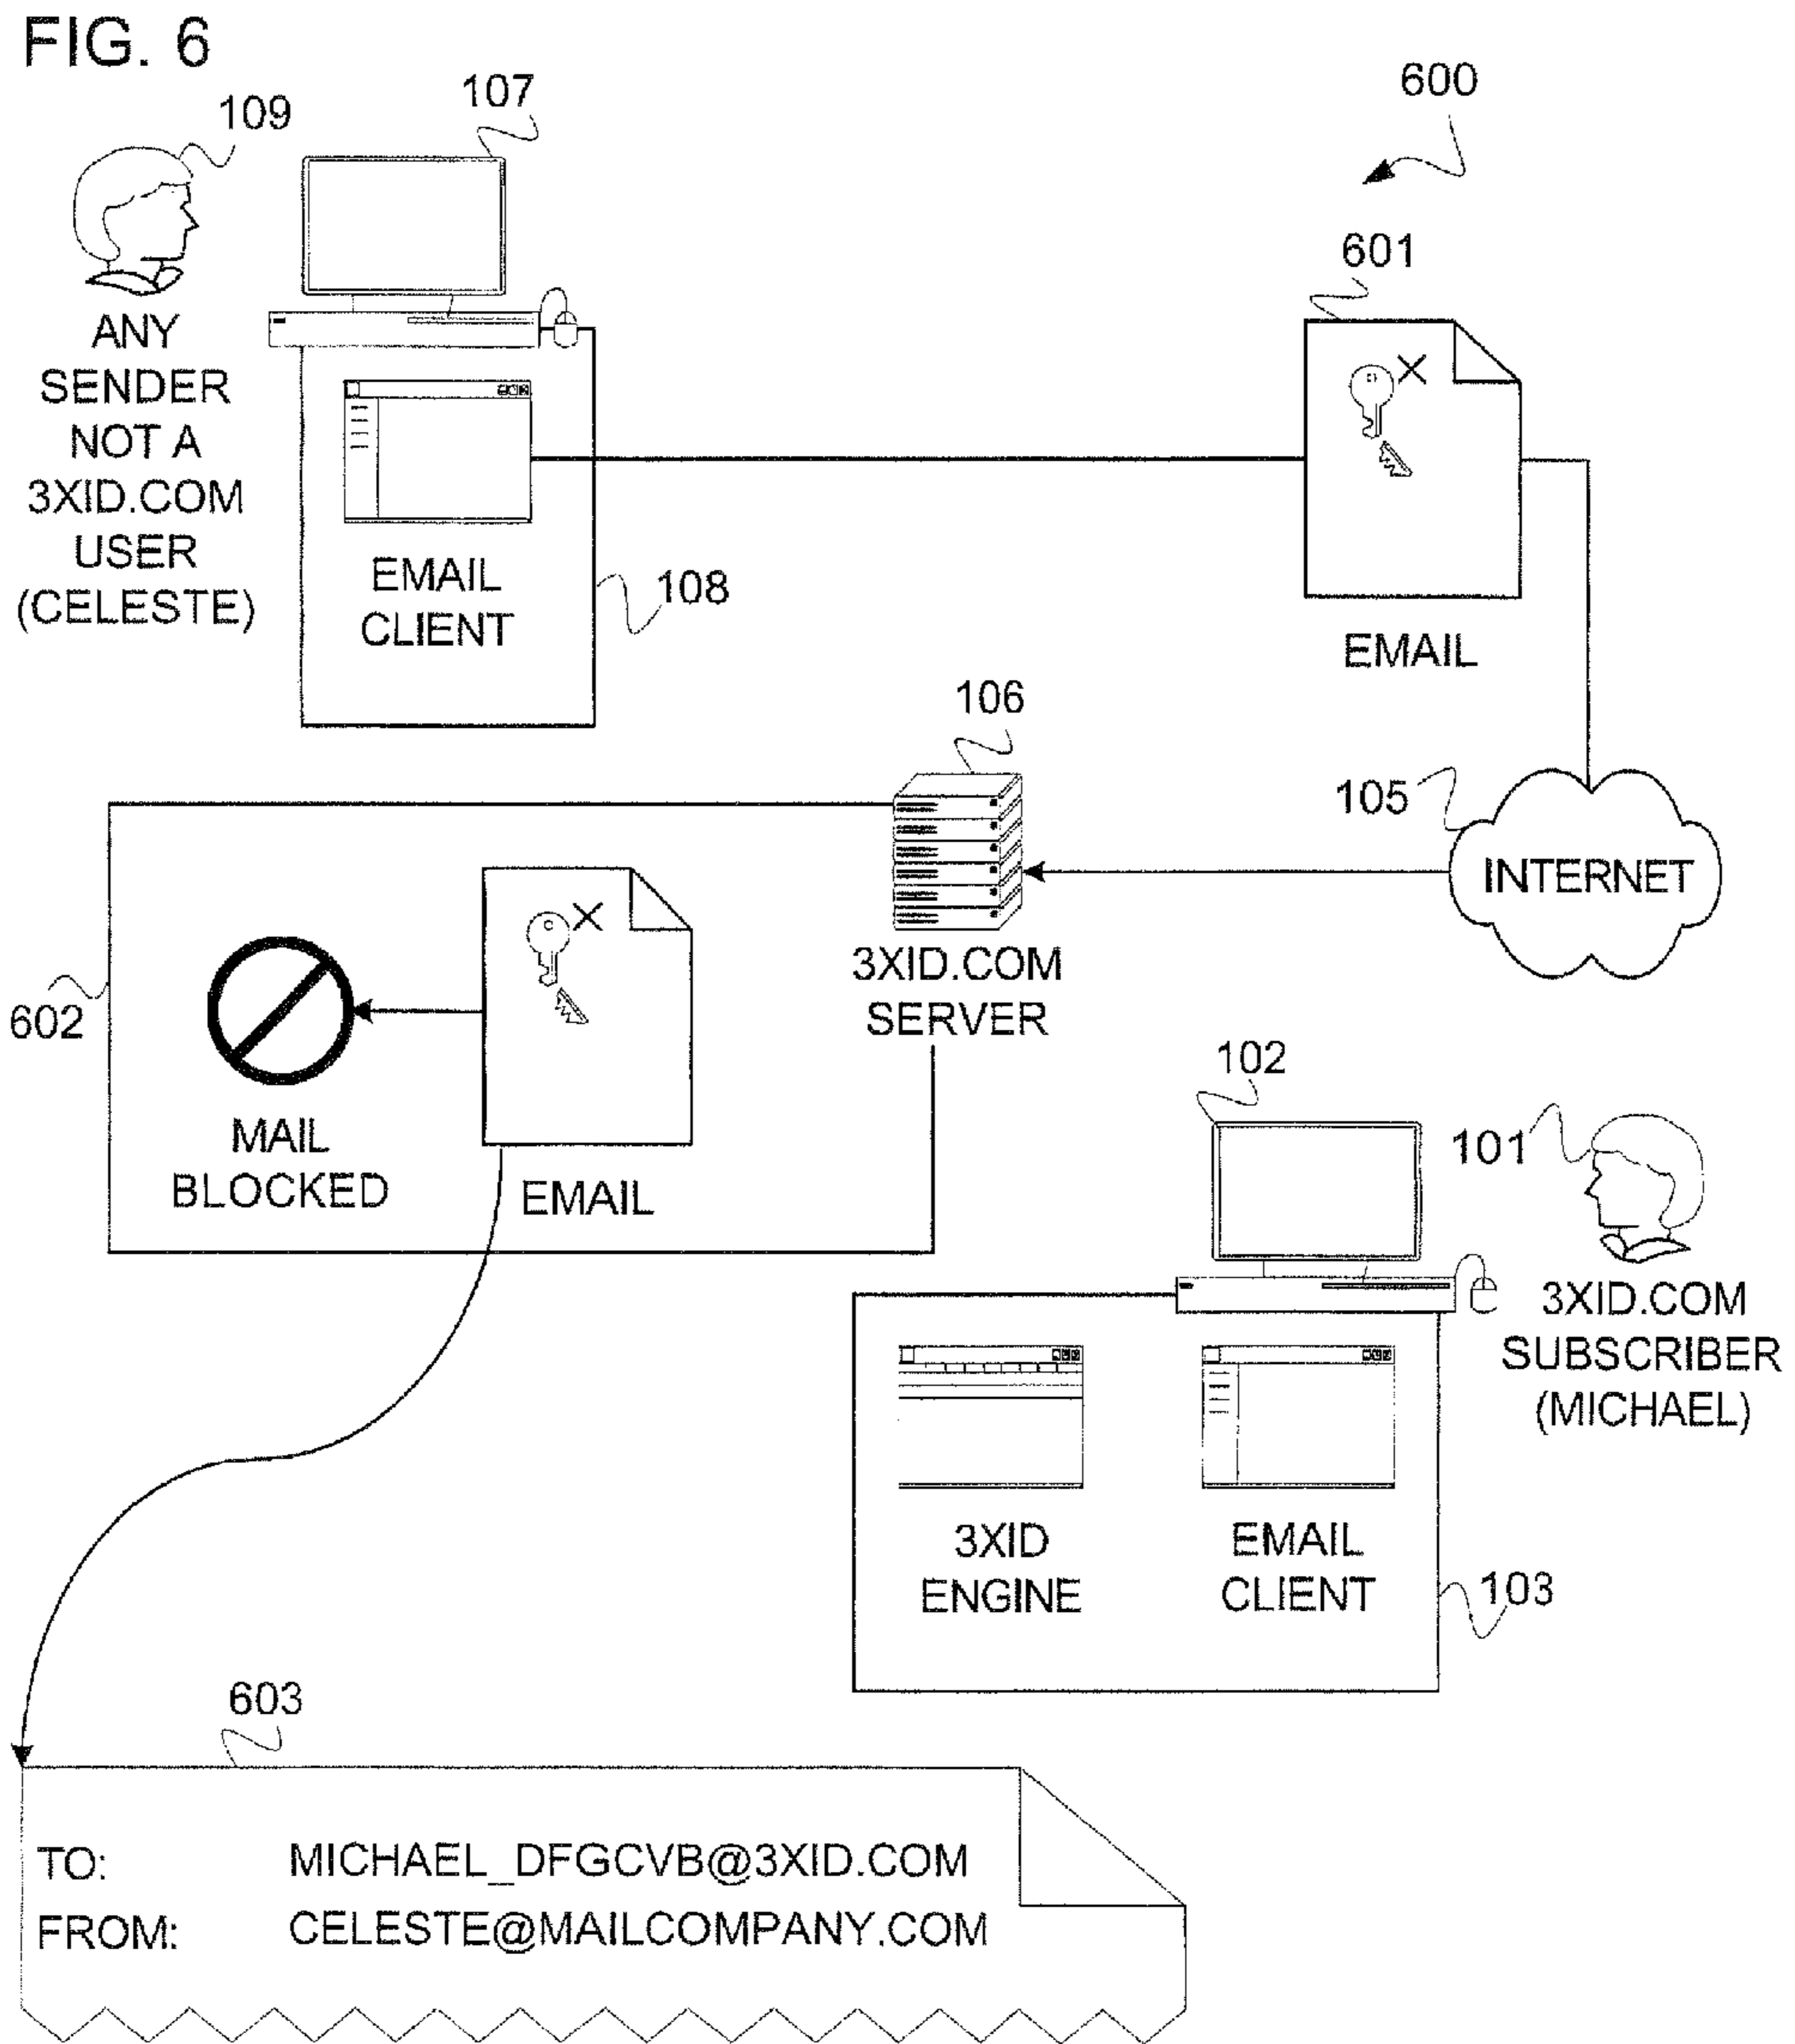 FIG. 6
109
107
600
601
ANY
SENDER
NOT A
3XID.COM
USER
(CELESTE)
EMAIL
CLIENT
108
EMAIL
106
105
INTERNET
3XID.COM
SERVER
602
MAIL
BLOCKED
EMAIL
102
101
3XID.COM
SUBSCRIBER
(MICHAEL)
3XID
ENGINE
EMAIL
CLIENT
103
603
TO: MICHAEL_DFGCVB@3XID.COM
FROM: CELESTE@MAILCOMPANY.COM